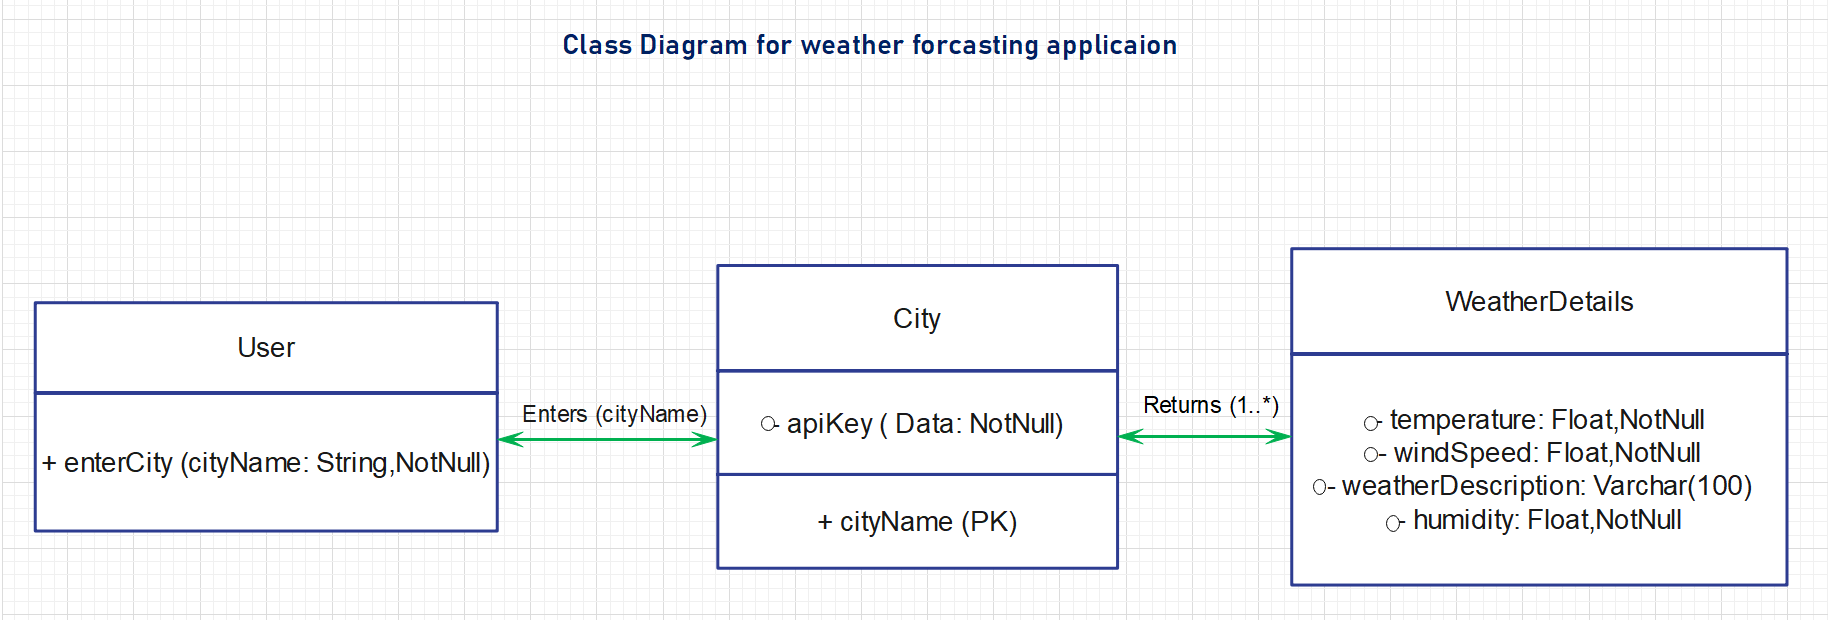 Class Diagram for weather forcasting applicaion
User
+ enterCity (cityName: String,NotNull)
Enters (cityName)
City
- apiKey ( Data: NotNull)
+ cityName (PK)
Returns (1..*)
WeatherDetails
- temperature: Float,NotNull
- windSpeed: Float,NotNull
- weatherDescription: Varchar(100)
- humidity: Float,NotNull